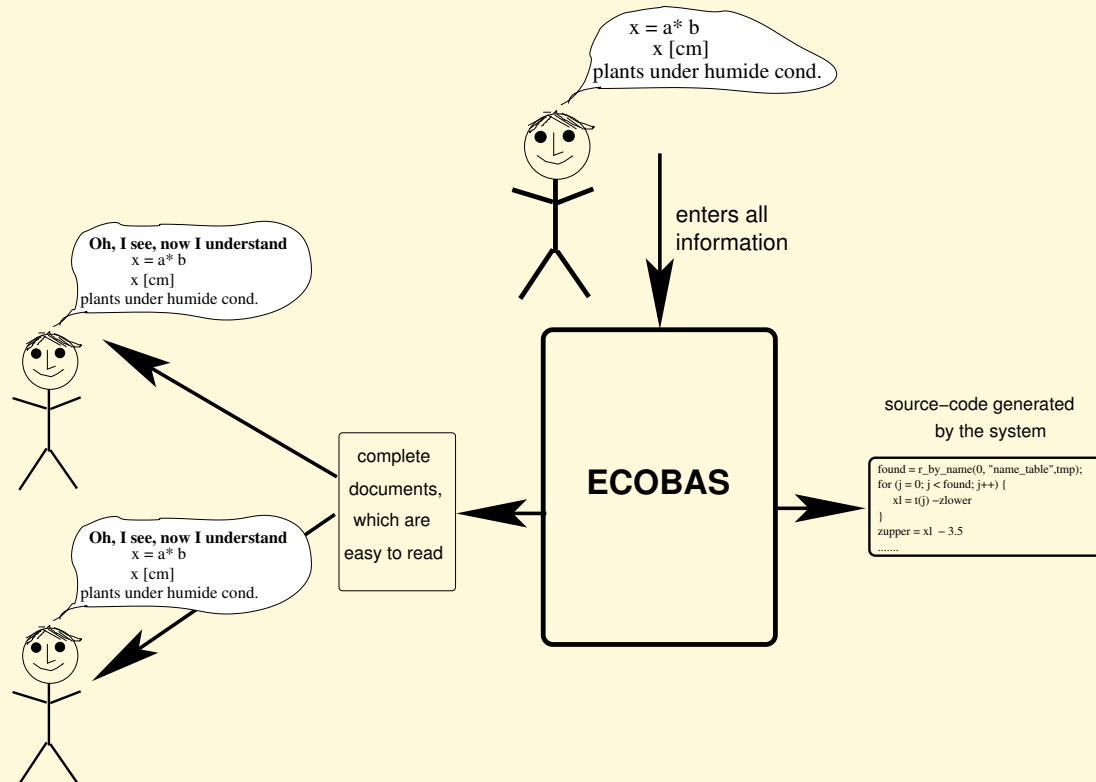 x = a* b
x [cm]
plants under humide cond.
enters all
information
Oh, I see, now I understand
x = a* b
x [cm]
plants under humide cond.
source−code generated
by the system
complete
documents,
which are
easy to read
ECOBAS
found = r_by_name(0, "name_table",tmp);
for (j = 0; j < found; j++) {
xl = t(j) −zlower
}
zupper = xl − 3.5
.......
Oh, I see, now I understand
x = a* b
x [cm]
plants under humide cond.